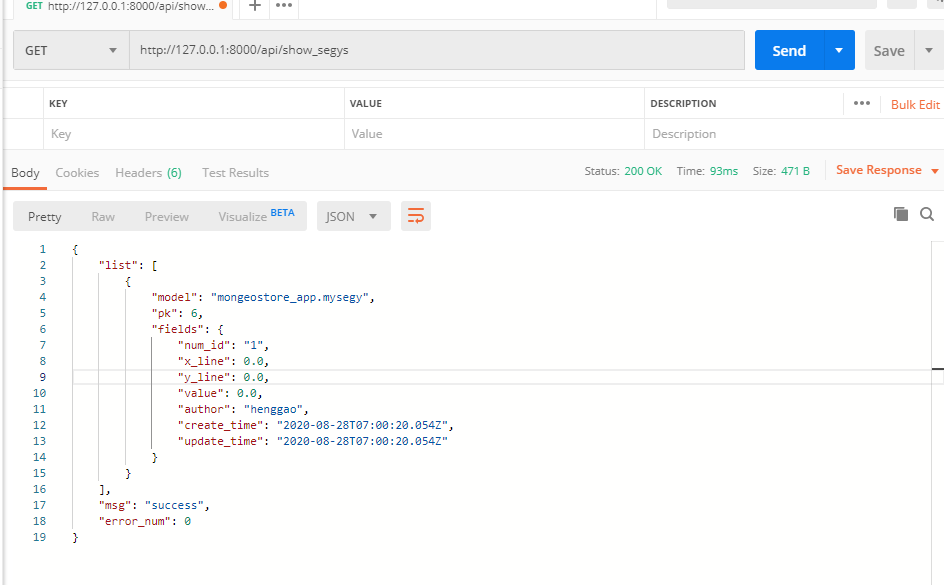 GET http://127.0.0.1:8000/api/show...
GET http://127.0.0.1:8000/api/show_segys Send Save
KEY VALUE DESCRIPTION Bulk Edit
Key Value Description
Body Cookies Headers (6) Test Results Status: 200 OK Time: 93ms Size: 471 B Save Response
Pretty Raw Preview Visualize BETA JSON
1 {
2 "list": [
3 {
4 "model": "mongeostore_app.mysegy",
5 "pk": 6,
6 "fields": {
7 "num_id": "1",
8 "x_line": 0.0,
9 "y_line": 0.0,
10 "value": 0.0,
11 "author": "henggao",
12 "create_time": "2020-08-28T07:00:20.054Z",
13 "update_time": "2020-08-28T07:00:20.054Z"
14 }
15 }
16 ],
17 "msg": "success",
18 "error_num": 0
19 }